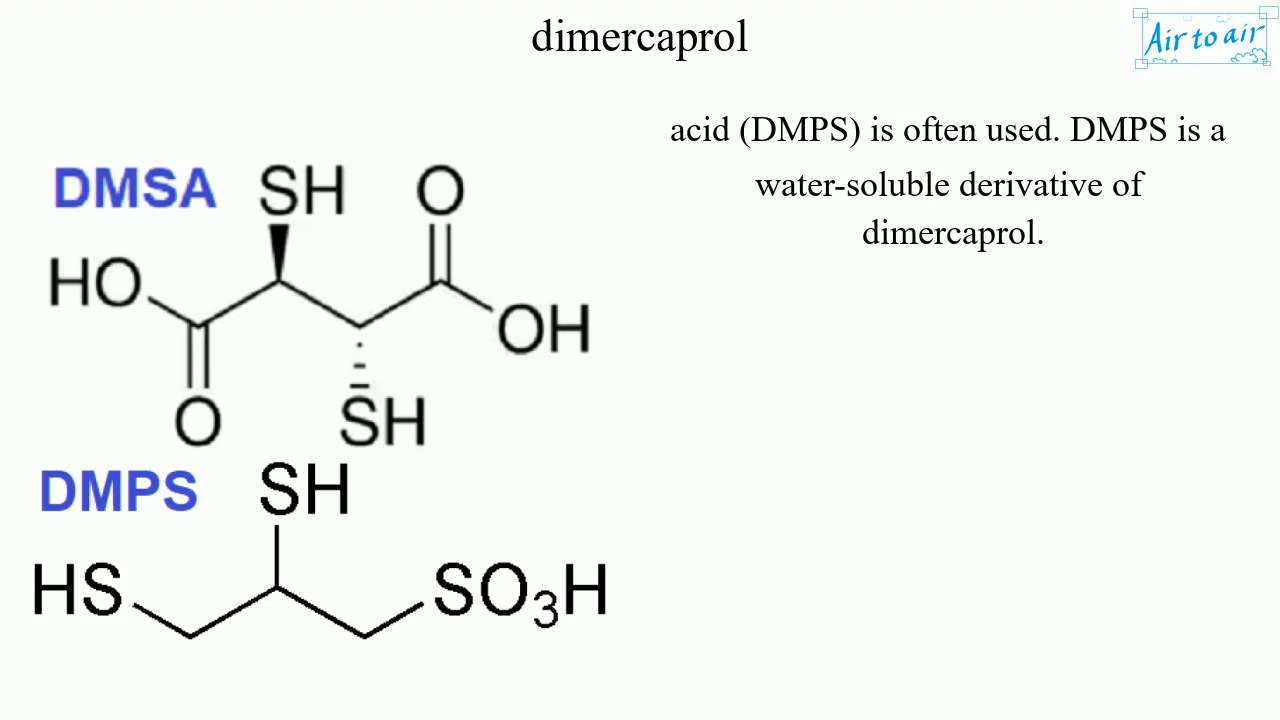 dimercaprol
Air to air
acid (DMPS) is often used. DMPS is a
water-soluble derivative of
dimercaprol.
DMSA
SH
O
HO
OH
O
SH
DMPS
SH
HS
SO3H